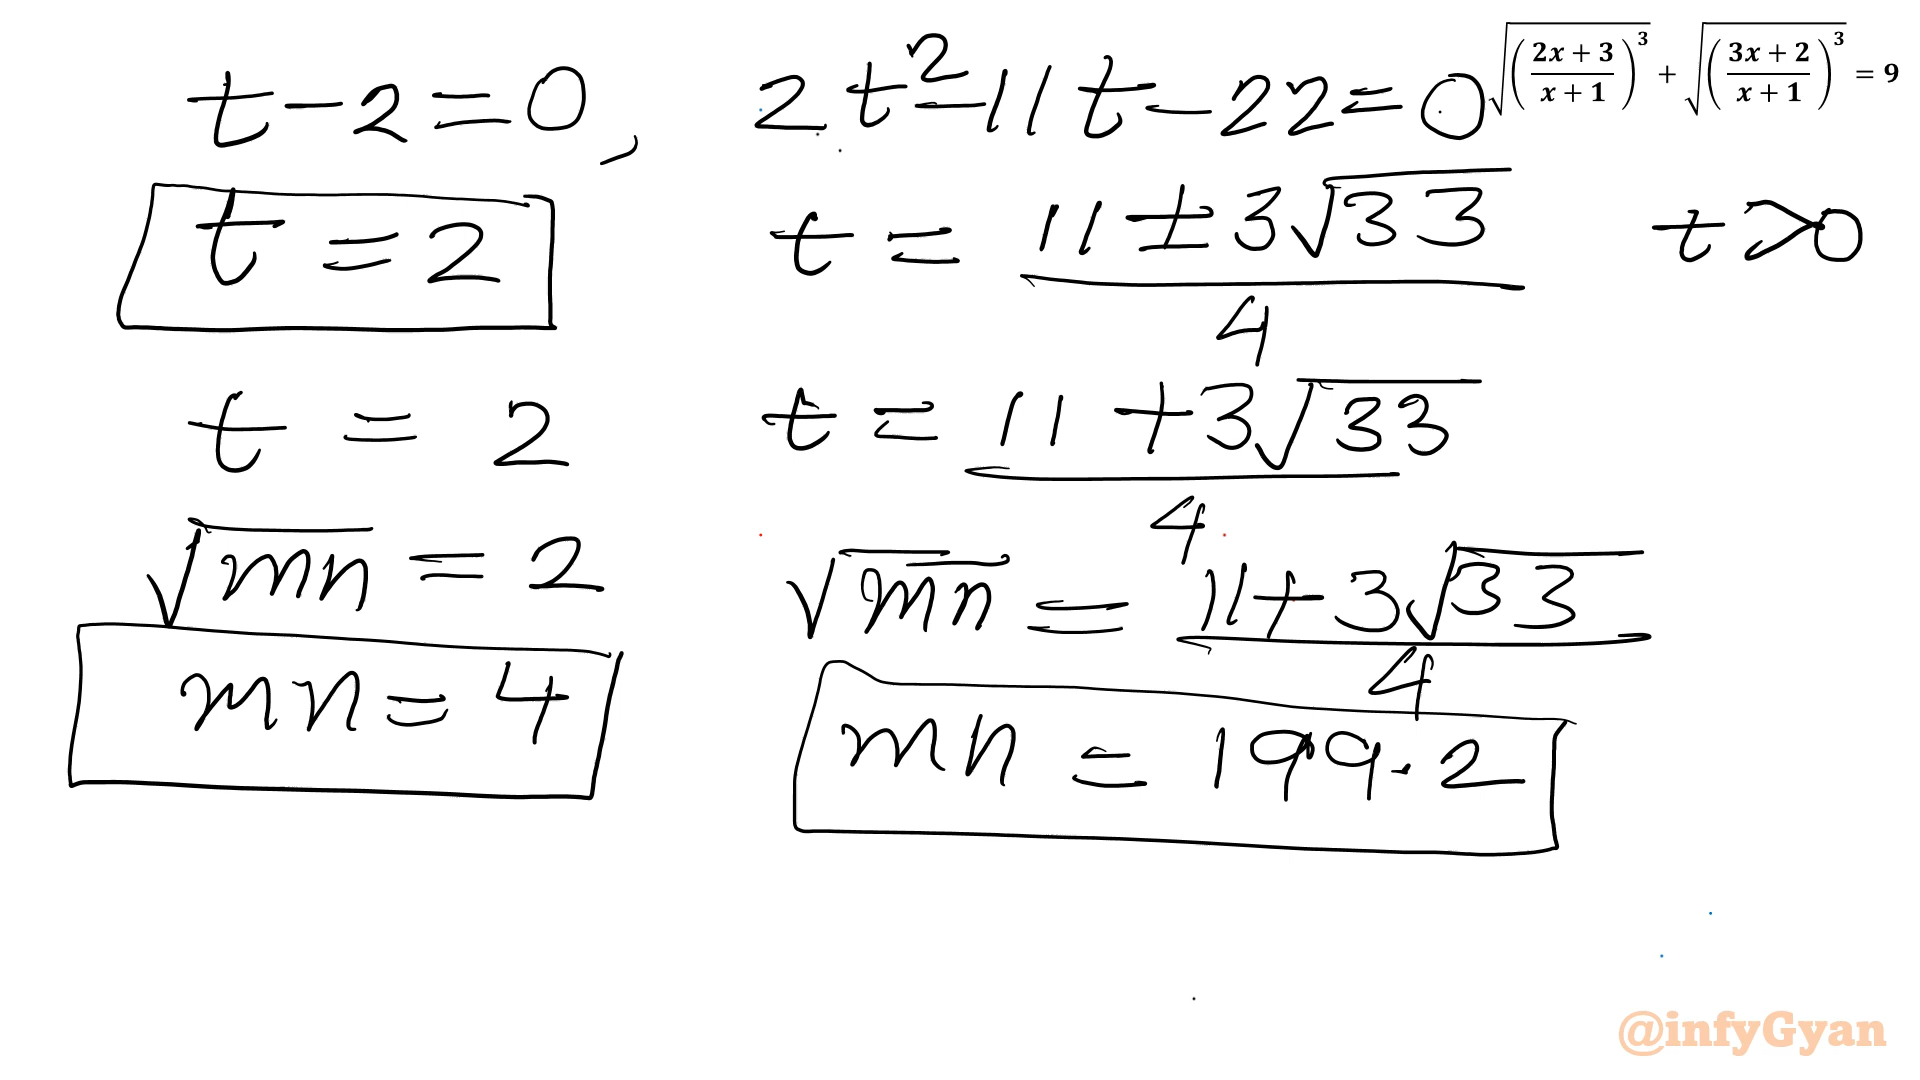 t-2=0, 2t²-11t-22=0 √((2x+3)/(x+1))³ + √((3x+2)/(x+1))³ = 9
t=2 t = (11±3√33)/4 t>0
t = 2 t = (11+3√33)/4
√mn = 2 √mn = (11+3√33)/4
mn=4 mn = 199.2
@infyGyan